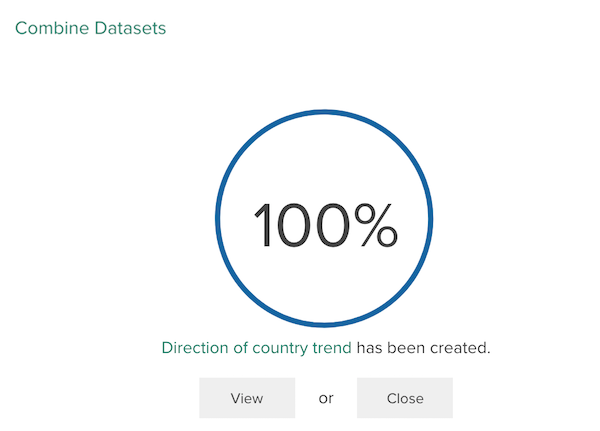 Combine Datasets
100%
Direction of country trend has been created.
View or Close